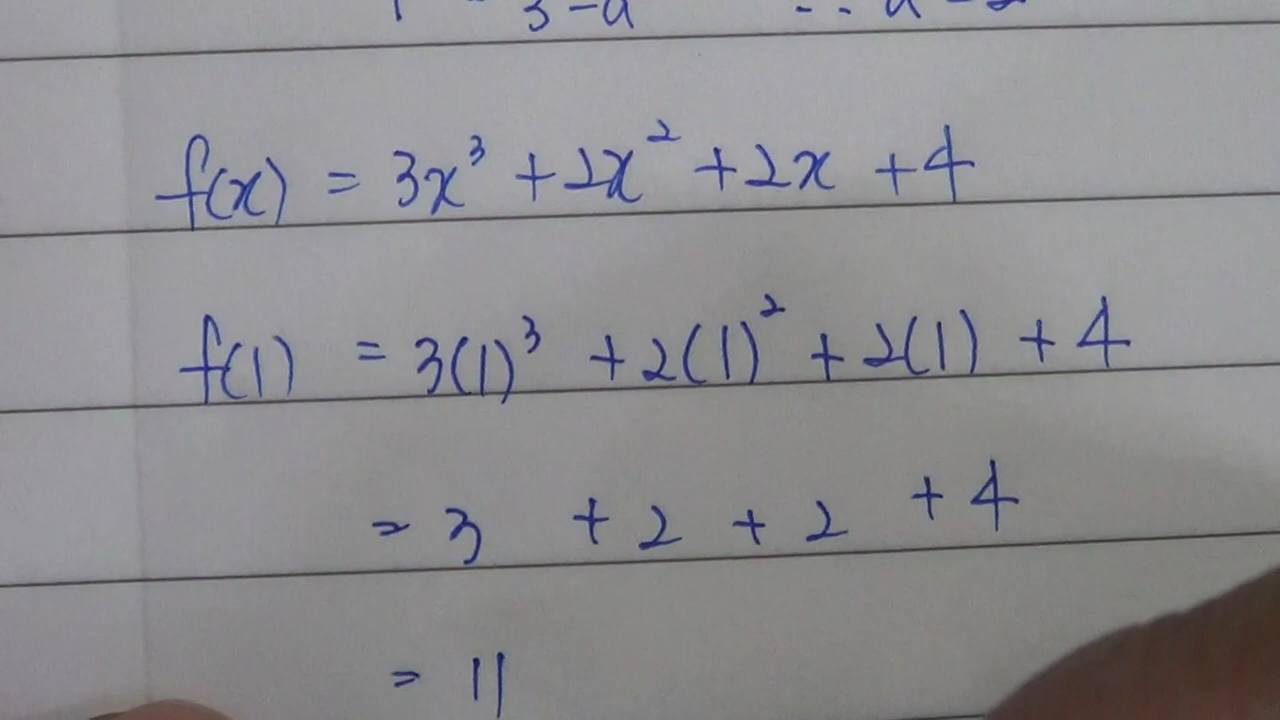 3-a
f(x) = 3x³ + 2x² + 2x + 4
f(1) = 3(1)³ + 2(1)² + 2(1) + 4
= 3 + 2 + 2 + 4
= 11